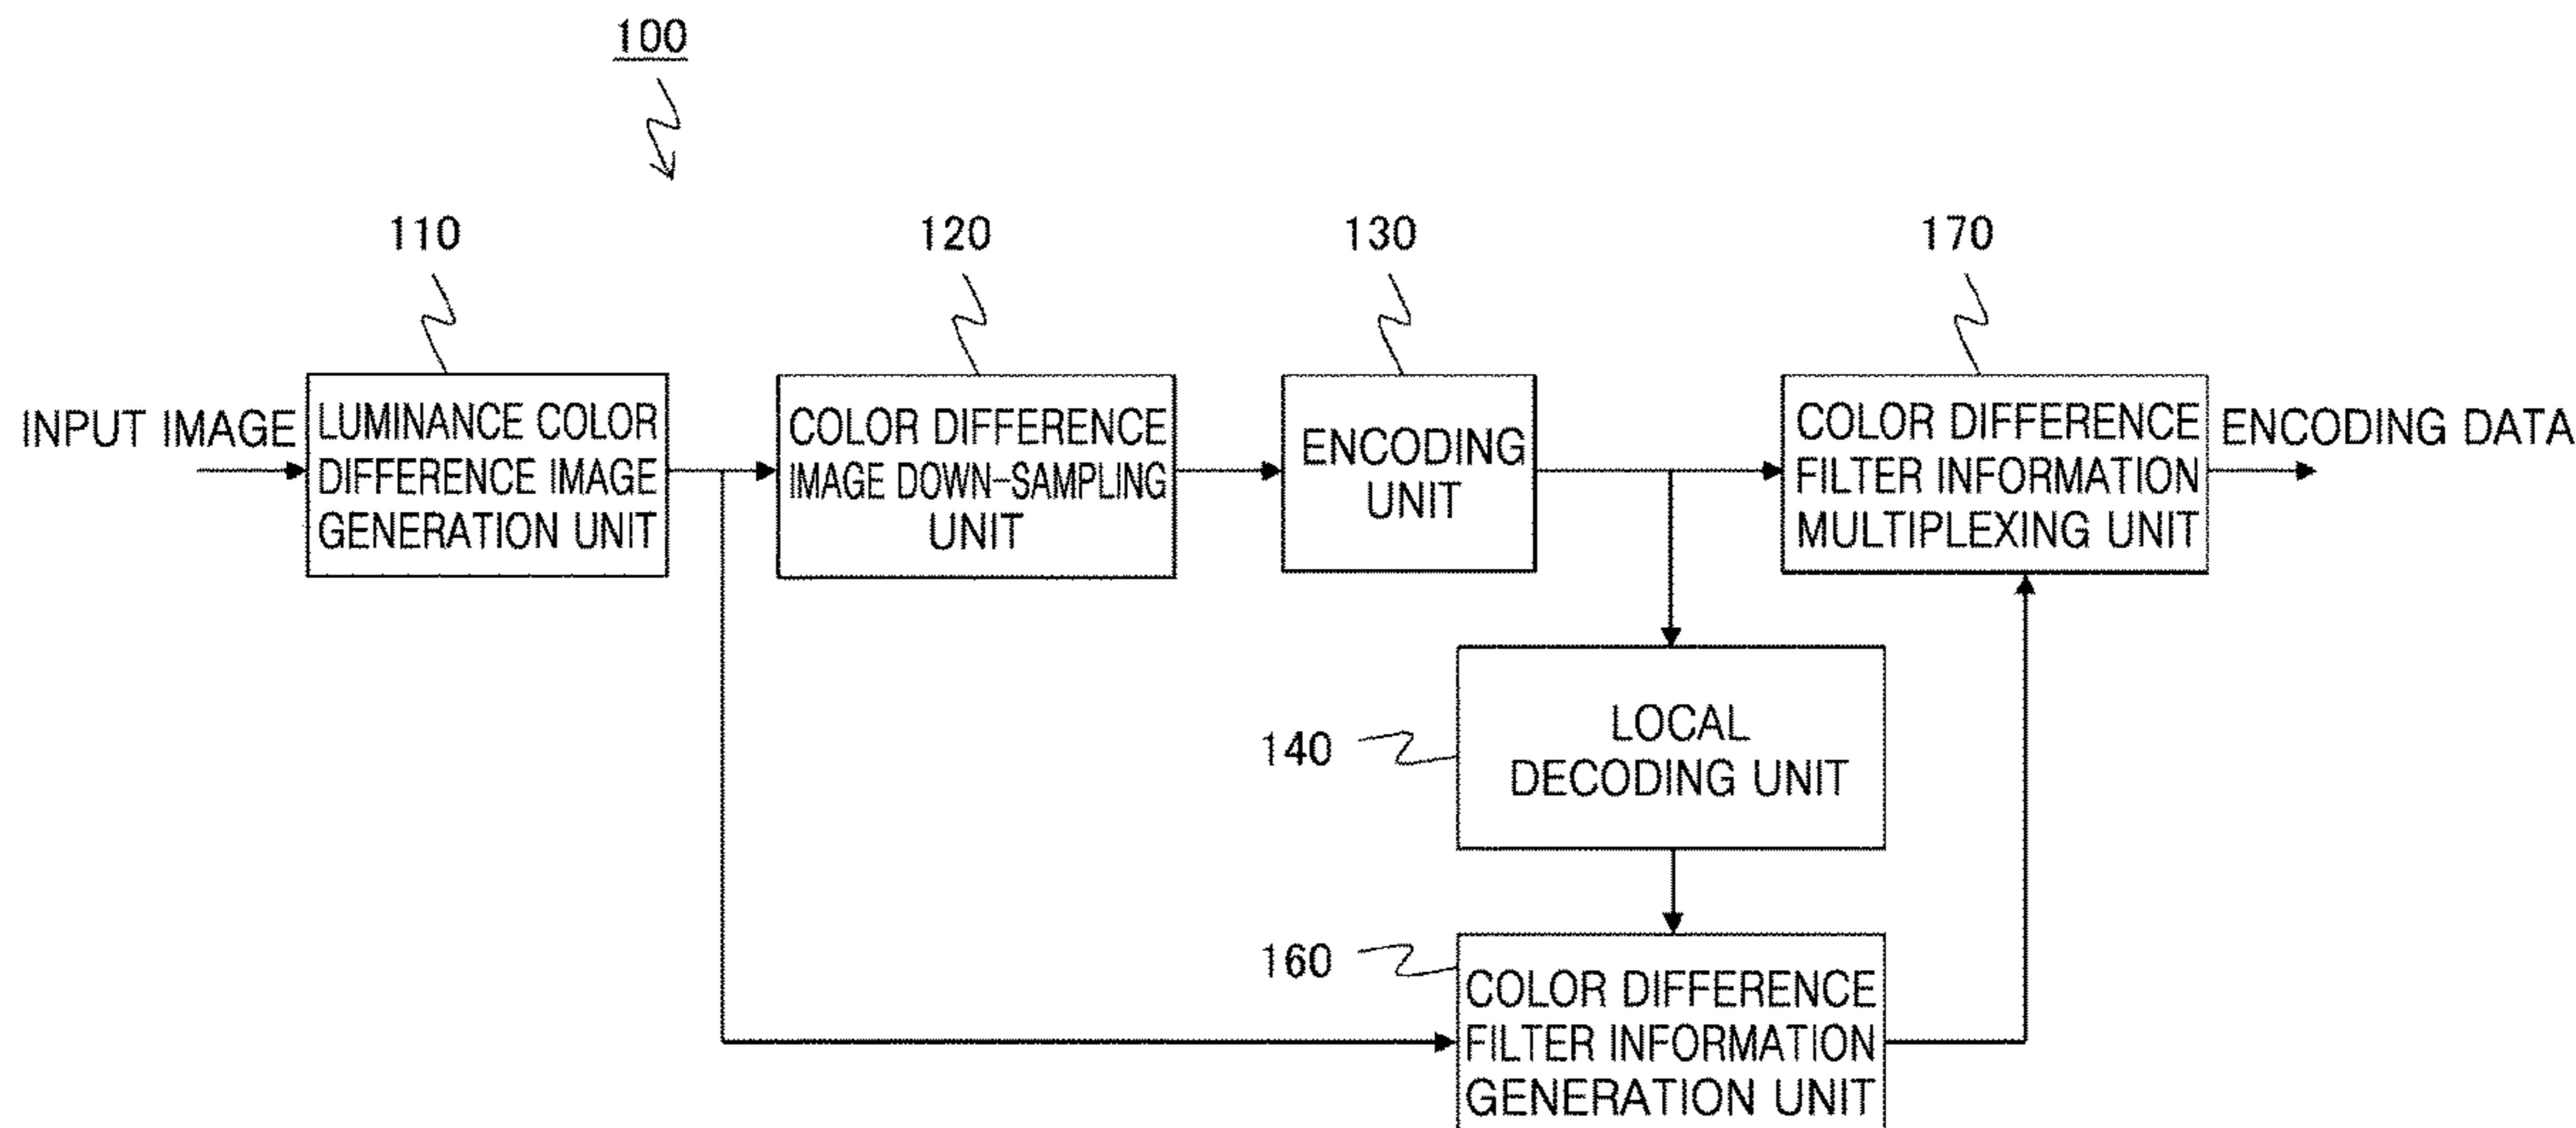 100
110
120
130
170
INPUT IMAGE
LUMINANCE COLOR
DIFFERENCE IMAGE
GENERATION UNIT
COLOR DIFFERENCE
IMAGE DOWN-SAMPLING
UNIT
ENCODING
UNIT
COLOR DIFFERENCE
FILTER INFORMATION
MULTIPLEXING UNIT
ENCODING DATA
140
LOCAL
DECODING UNIT
160
COLOR DIFFERENCE
FILTER INFORMATION
GENERATION UNIT